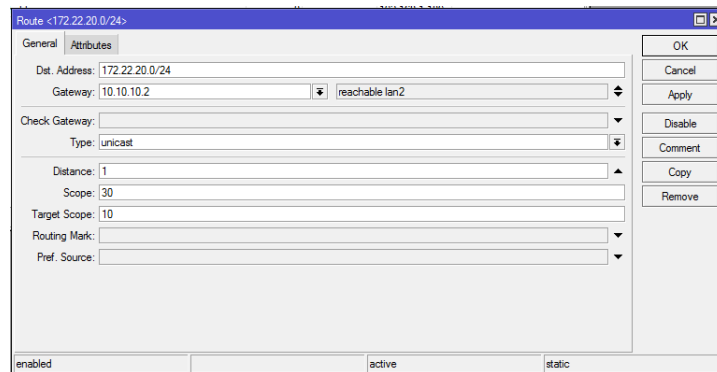 Route <172.22.20.0/24>
General Attributes
Dst. Address: 172.22.20.0/24
Gateway: 10.10.10.2 reachable lan2
Check Gateway:
Type: unicast
Distance: 1
Scope: 30
Target Scope: 10
Routing Mark:
Pref. Source:
OK
Cancel
Apply
Disable
Comment
Copy
Remove
enabled active static